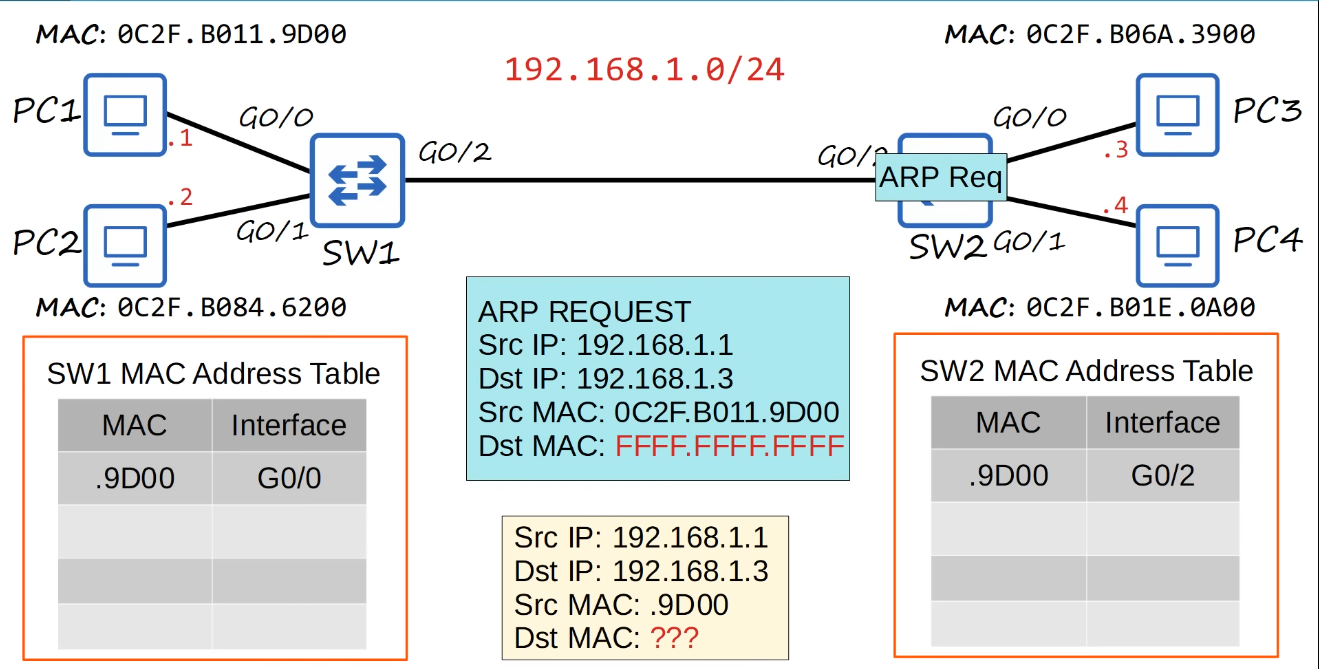 MAC: 0C2F.B011.9D00
MAC: 0C2F.B06A.3900
192.168.1.0/24
PC1
.1
G0/0
G0/2
G0/2
G0/0
.3
PC3
ARP Req
PC2
.2
G0/1
SW1
SW2
G0/1
.4
PC4
MAC: 0C2F.B084.6200
MAC: 0C2F.B01E.0A00
ARP REQUEST
Src IP: 192.168.1.1
Dst IP: 192.168.1.3
Src MAC: 0C2F.B011.9D00
Dst MAC: FFFF.FFFF.FFFF
SW1 MAC Address Table
MAC Interface
.9D00 G0/0
Src IP: 192.168.1.1
Dst IP: 192.168.1.3
Src MAC: .9D00
Dst MAC: ???
SW2 MAC Address Table
MAC Interface
.9D00 G0/2